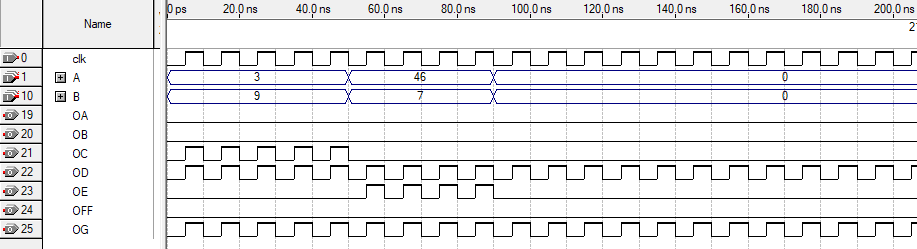 Name
0 ps 20.0 ns 40.0 ns 60.0 ns 80.0 ns 100.0 ns 120.0 ns 140.0 ns 160.0 ns 180.0 ns 200.0 ns
2
0 clk
1 A 3 46 0
10 B 9 7 0
19 OA
20 OB
21 OC
22 OD
23 OE
24 OFF
25 OG